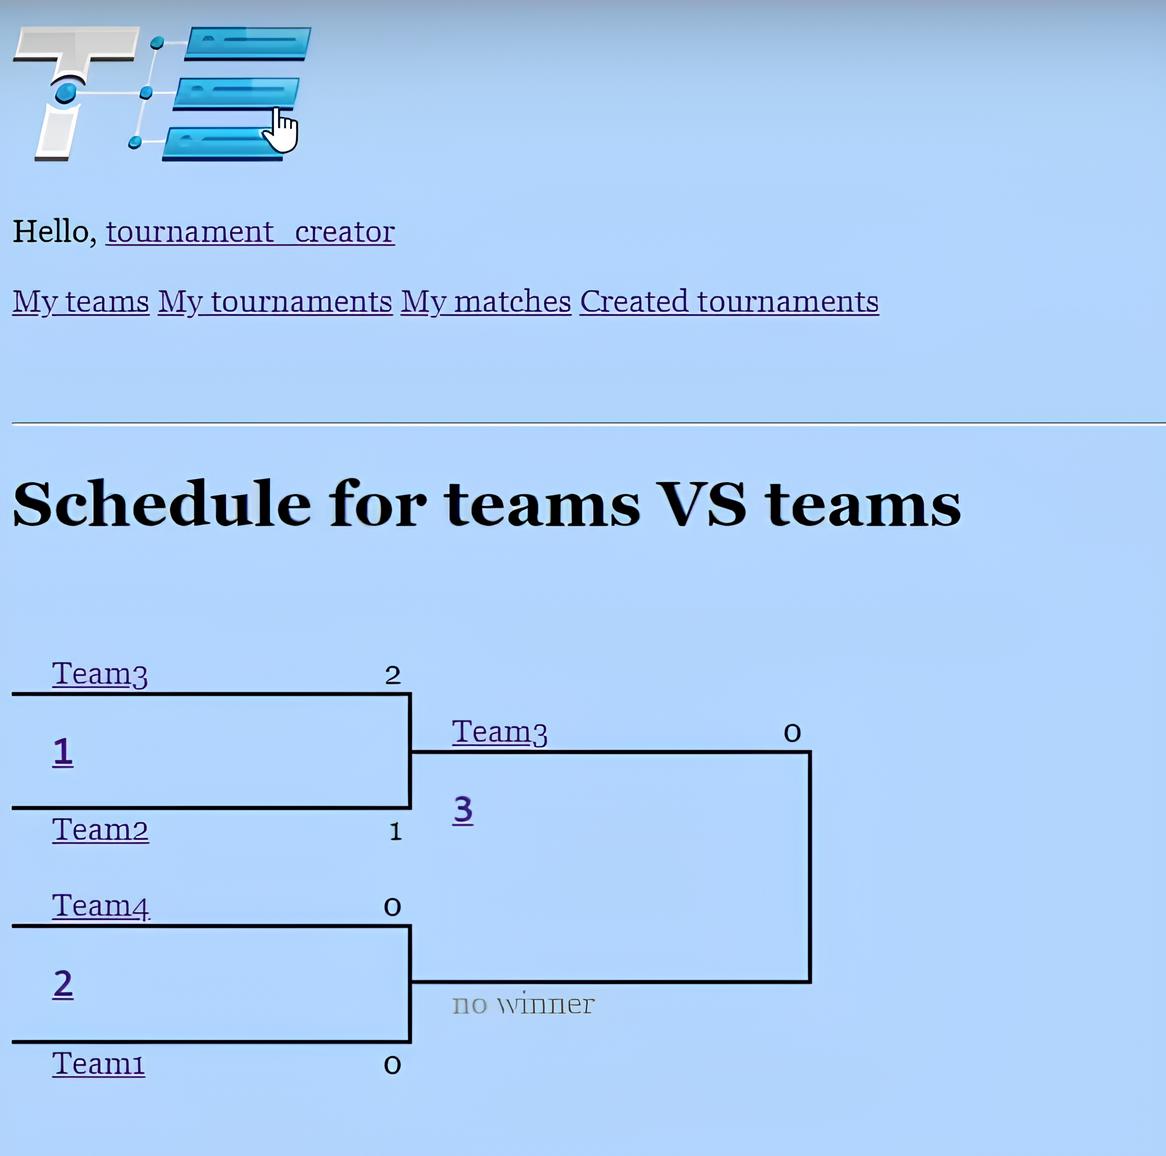 Hello, tournament_creator
My teams My tournaments My matches Created tournaments
Schedule for teams VS teams
Team3 2
1
Team2 1
Team3 0
3
Team4 0
2
no winner
Team1 0